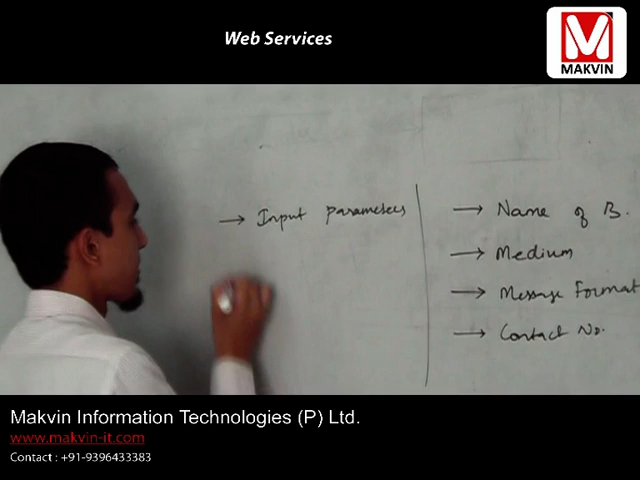 Web Services
MAKVIN
→ Input Parameters
→ Name of B.
→ Medium
→ Message Format
→ Contact No.
Makvin Information Technologies (P) Ltd.
www.makvin-it.com
Contact : +91-9396433383